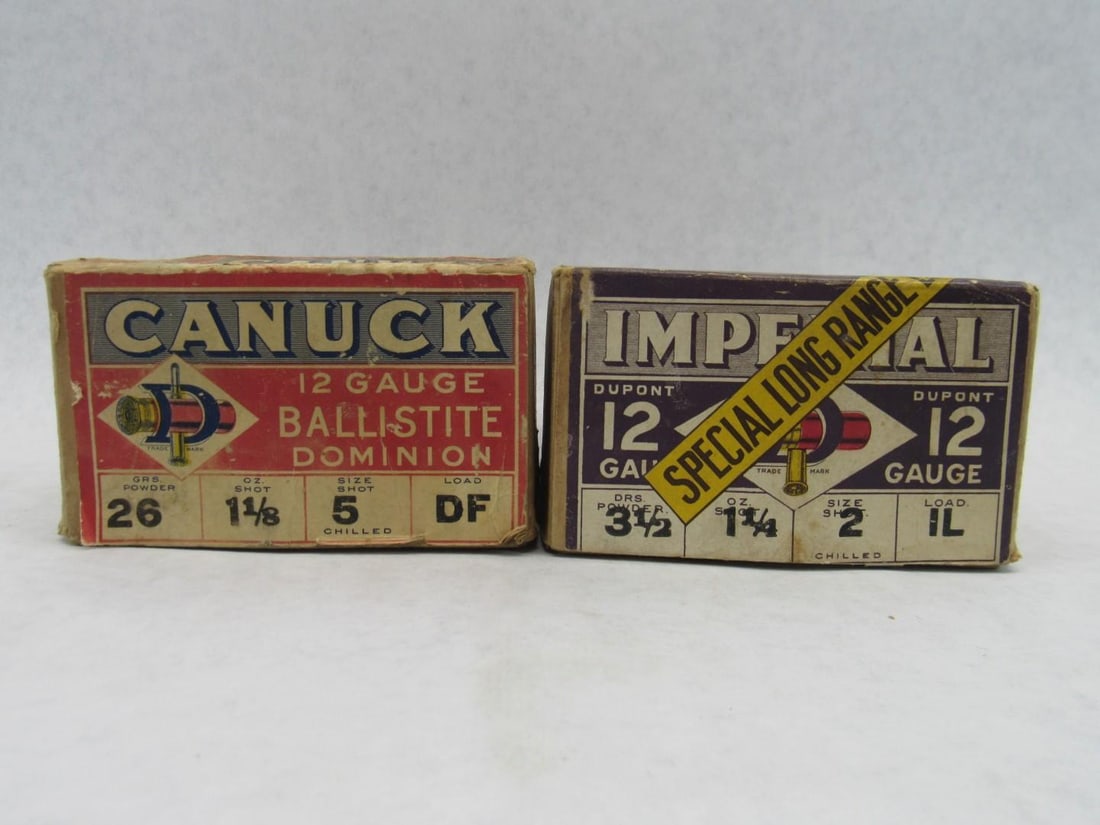 CANUCK
12 GAUGE
BALLISTITE
DOMINION
D
TRADE MARK
GRS. POWDER
26
OZ. SHOT
1 1/8
SIZE SHOT
5
CHILLED
LOAD
DF
IMPERIAL
SPECIAL LONG RANGE
DUPONT
12
GAUGE
DUPONT
12
GAUGE
TRADE MARK
DRS. POWDER.
3 1/2
OZ. SHOT.
1 1/4
SIZE SHOT.
2
CHILLED
LOAD.
IL